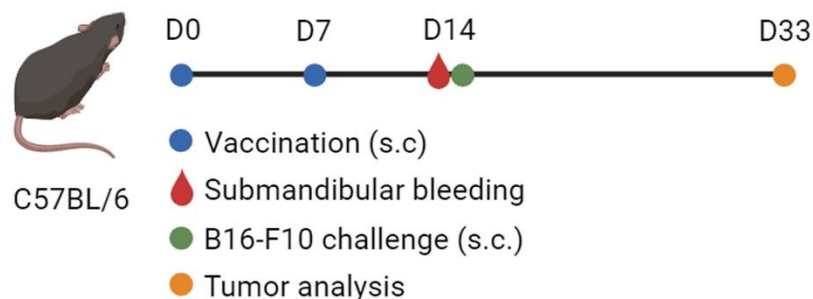 D0 D7 D14 D33
Vaccination (s.c)
Submandibular bleeding
C57BL/6
B16-F10 challenge (s.c.)
Tumor analysis